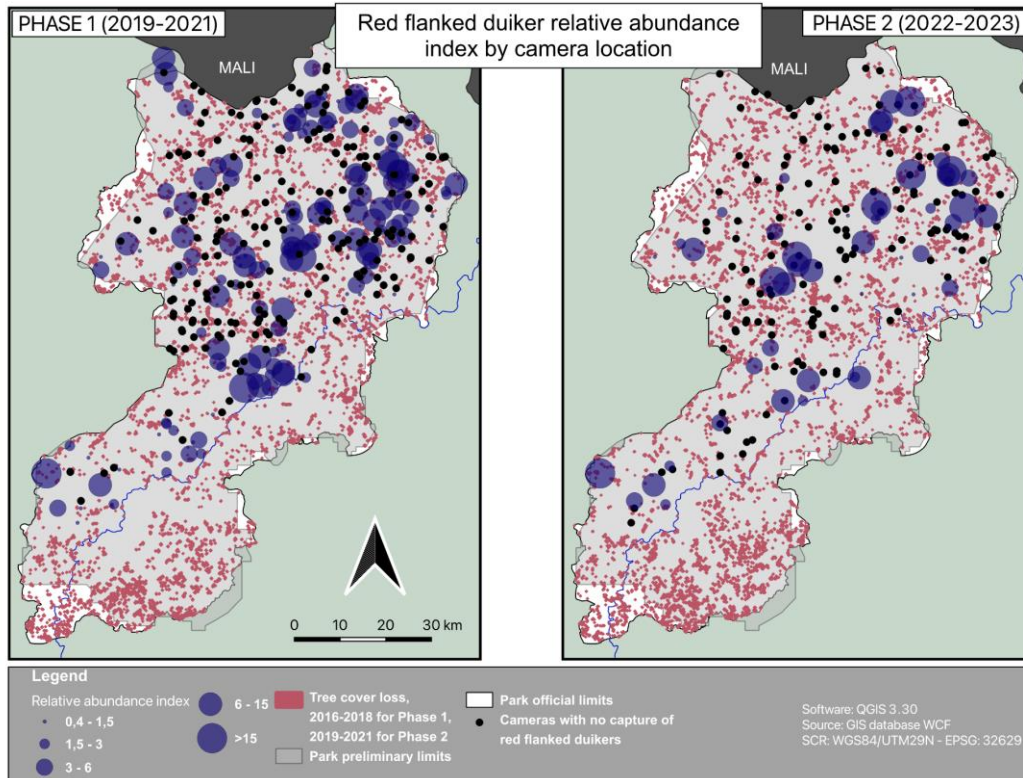 PHASE 1 (2019-2021)
Red flanked duiker relative abundance
index by camera location
PHASE 2 (2022-2023)
MALI
MALI
0 10 20 30 km
Legend
Relative abundance index
0,4 - 1,5
1,5 - 3
3 - 6
6 - 15
>15
Tree cover loss,
2016-2018 for Phase 1,
2019-2021 for Phase 2
Park preliminary limits
Park official limits
Cameras with no capture of
red flanked duikers
Software: QGIS 3.30
Source: GIS database WCF
SCR: WGS84/UTM29N - EPSG: 32629